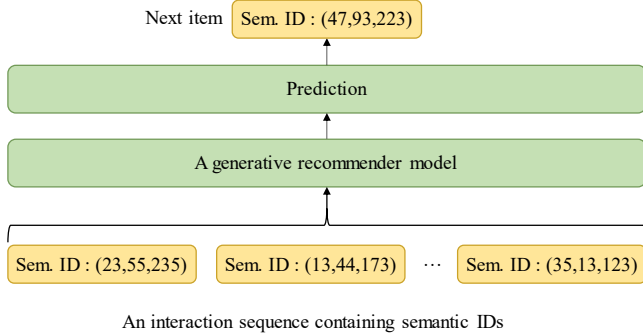 Next item
Sem. ID : (47,93,223)
Prediction
A generative recommender model
Sem. ID : (23,55,235)
Sem. ID : (13,44,173)
...
Sem. ID : (35,13,123)
An interaction sequence containing semantic IDs